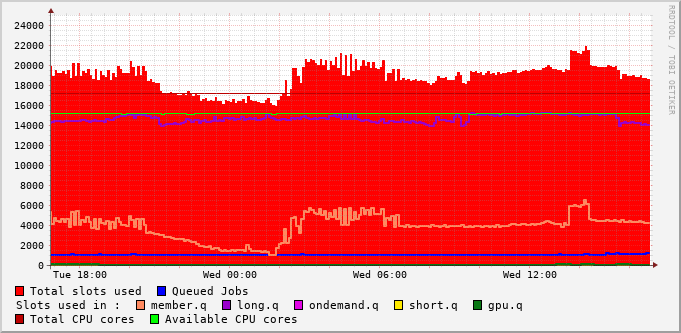 RRDTOOL / TOBI OETIKER
24000
22000
20000
18000
16000
14000
12000
10000
8000
6000
4000
2000
0
Tue 18:00 Wed 00:00 Wed 06:00 Wed 12:00
Total slots used Queued Jobs
Slots used in : member.q long.q ondemand.q short.q gpu.q
Total CPU cores Available CPU cores